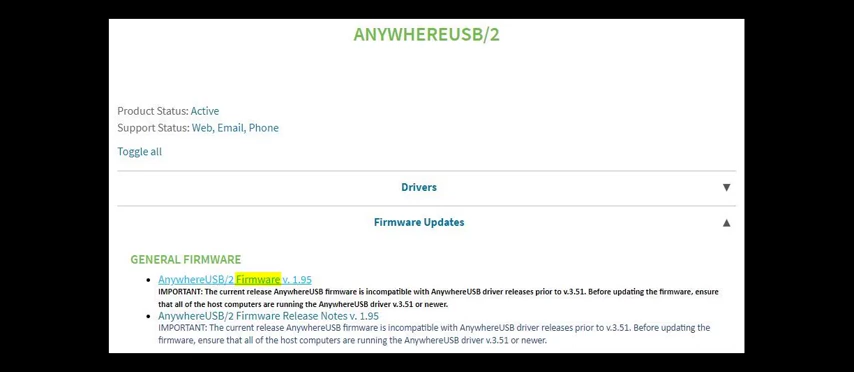 ANYWHEREUSB/2
Product Status: Active
Support Status: Web, Email, Phone
Toggle all
Drivers
Firmware Updates
GENERAL FIRMWARE
AnywhereUSB/2 Firmware v. 1.95
IMPORTANT: The current release AnywhereUSB firmware is incompatible with AnywhereUSB driver releases prior to v.3.51. Before updating the firmware, ensure
that all of the host computers are running the AnywhereUSB driver v.3.51 or newer.
AnywhereUSB/2 Firmware Release Notes v. 1.95
IMPORTANT: The current release AnywhereUSB firmware is incompatible with AnywhereUSB driver releases prior to v.3.51. Before updating the
firmware, ensure that all of the host computers are running the AnywhereUSB driver v.3.51 or newer.